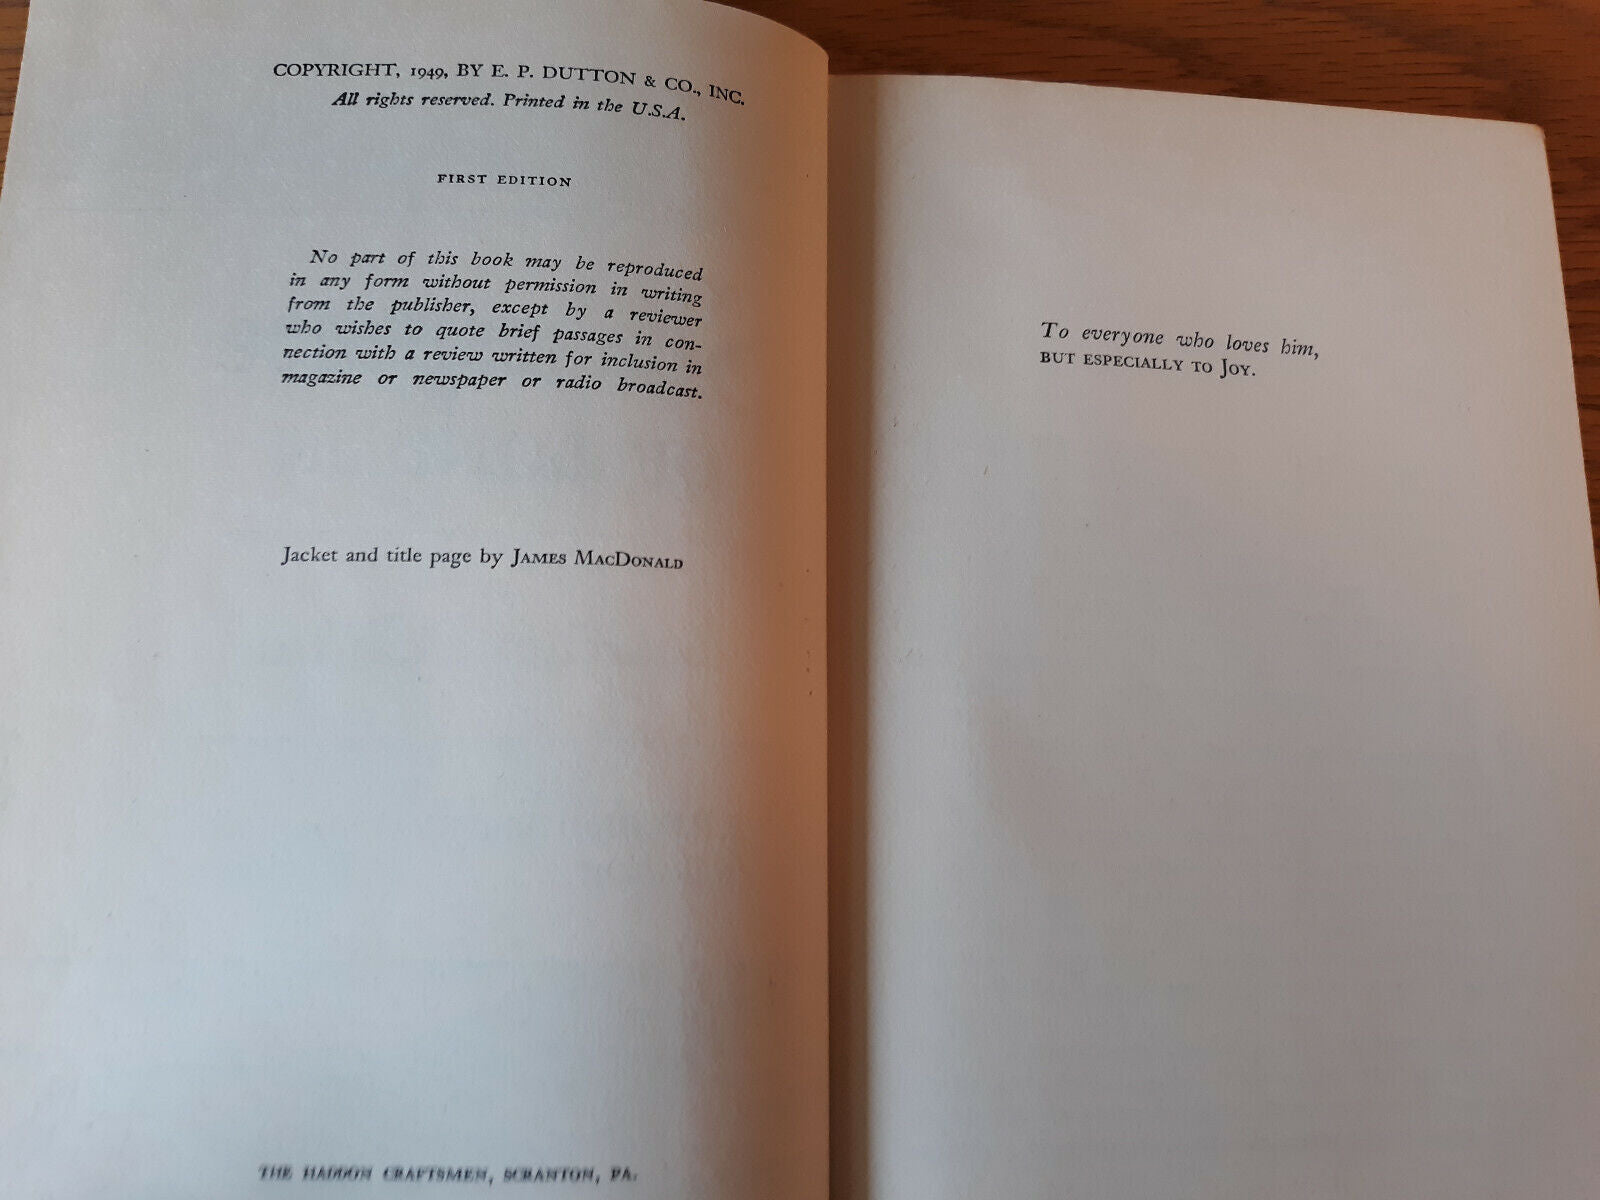 COPYRIGHT, 1949, BY E. P. DUTTON & CO., INC.
All rights reserved. Printed in the U.S.A.
FIRST EDITION
No part of this book may be reproduced
in any form without permission in writing
from the publisher, except by a reviewer
who wishes to quote brief passages in con-
nection with a review written for inclusion in
magazine or newspaper or radio broadcast.
Jacket and title page by JAMES MACDONALD
THE HADDON CRAFTSMEN, SCRANTON, PA.
To everyone who loves him,
BUT ESPECIALLY TO JOY.